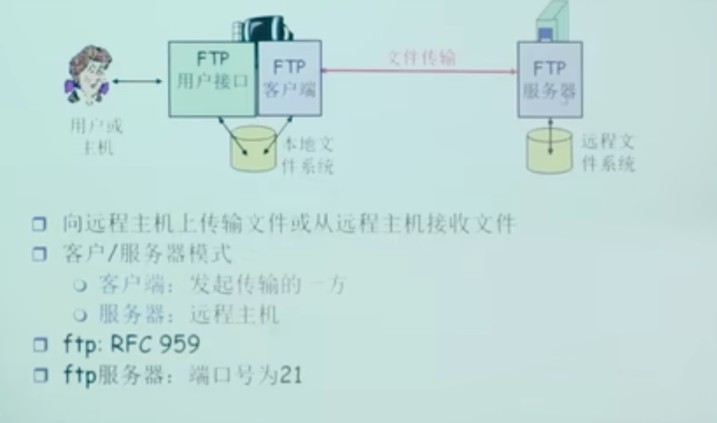 FTP
用户接口
FTP
客户端
文件传输
FTP
服务器
用户或
主机
本地文
件系统
远程文
件系统
向远程主机上传输文件或从远程主机接收文件
客户/服务器模式
客户端：发起传输的一方
服务器：远程主机
ftp: RFC 959
ftp服务器：端口号为21